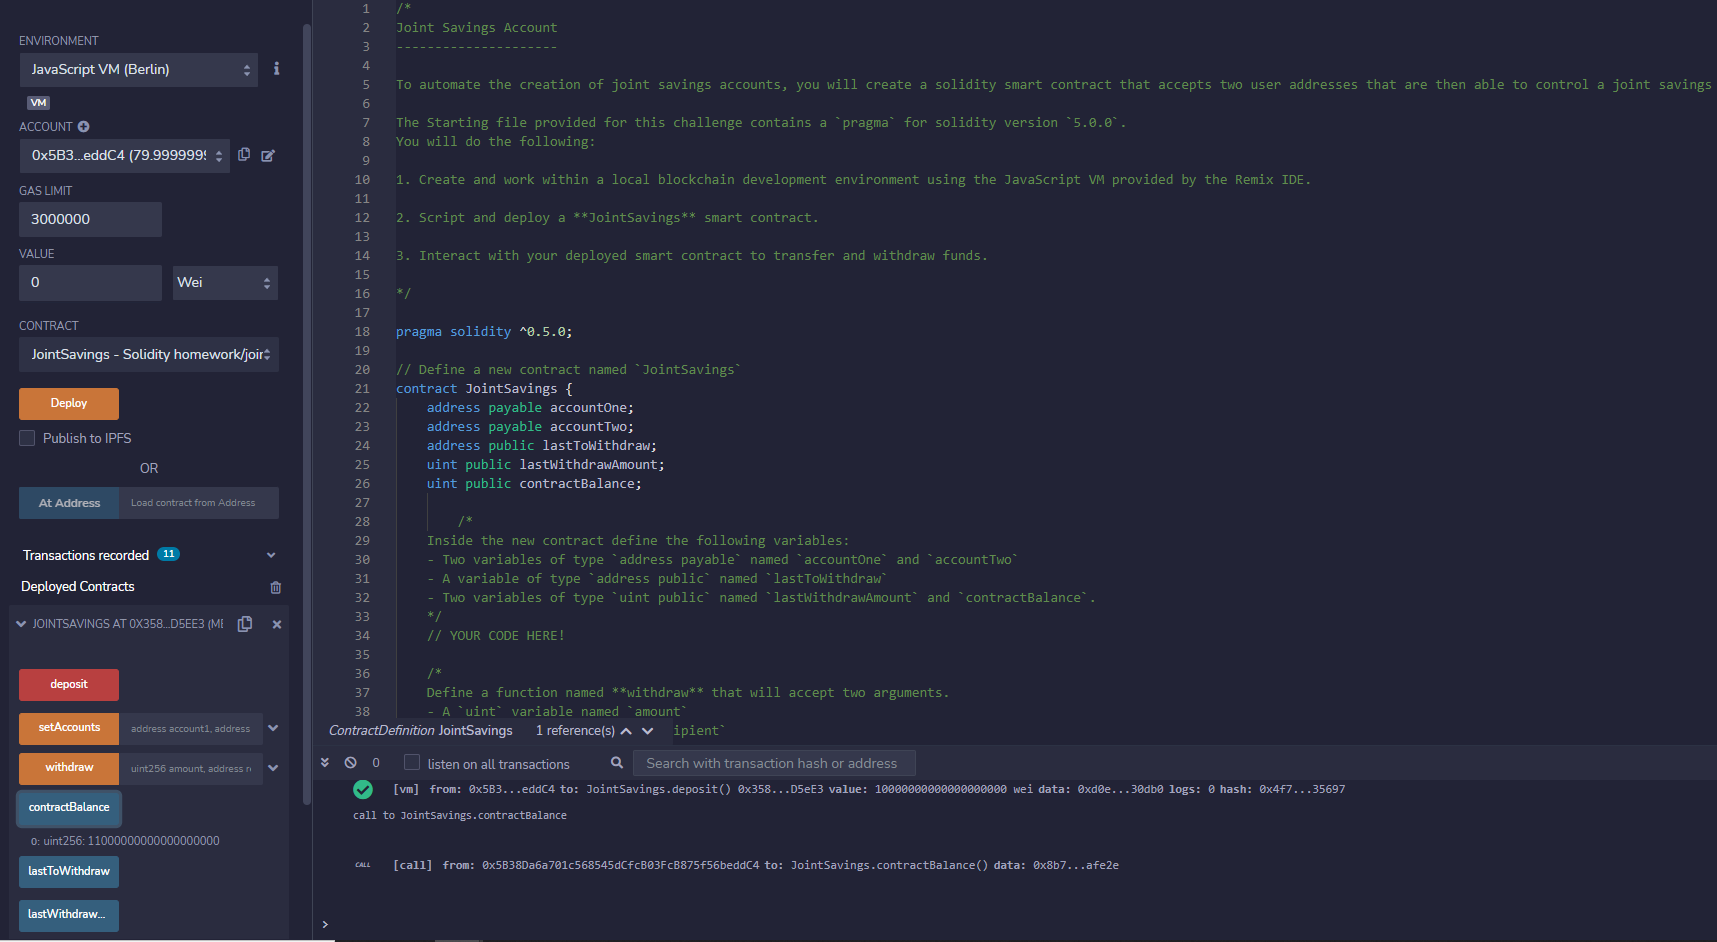 ENVIRONMENT
JavaScript VM (Berlin)
VM
ACCOUNT
0x5B3...eddC4 (79.9999999
GAS LIMIT
3000000
VALUE
0 Wei
CONTRACT
JointSavings - Solidity homework/join
Deploy
Publish to IPFS
OR
At Address Load contract from Address
Transactions recorded 11
Deployed Contracts
JOINTSAVINGS AT 0X358...D5EE3 (ME
deposit
setAccounts address account1, address
withdraw uint256 amount, address re
contractBalance
0: uint256: 11000000000000000000
lastToWithdraw
lastWithdraw...
1 /*
2 Joint Savings Account
3 ---------------------
4
5 To automate the creation of joint savings accounts, you will create a solidity smart contract that accepts two user addresses that are then able to control a joint savings
6
7 The Starting file provided for this challenge contains a `pragma` for solidity version `5.0.0`.
8 You will do the following:
9
10 1. Create and work within a local blockchain development environment using the JavaScript VM provided by the Remix IDE.
11
12 2. Script and deploy a **JointSavings** smart contract.
13
14 3. Interact with your deployed smart contract to transfer and withdraw funds.
15
16 */
17
18 pragma solidity ^0.5.0;
19
20 // Define a new contract named `JointSavings`
21 contract JointSavings {
22 address payable accountOne;
23 address payable accountTwo;
24 address public lastToWithdraw;
25 uint public lastWithdrawAmount;
26 uint public contractBalance;
27
28 /*
29 Inside the new contract define the following variables:
30 - Two variables of type `address payable` named `accountOne` and `accountTwo`
31 - A variable of type `address public` named `lastToWithdraw`
32 - Two variables of type `uint public` named `lastWithdrawAmount` and `contractBalance`.
33 */
34 // YOUR CODE HERE!
35
36 /*
37 Define a function named **withdraw** that will accept two arguments.
38 - A `uint` variable named `amount`
ContractDefinition JointSavings 1 reference(s) ipient`
0 listen on all transactions Search with transaction hash or address
[vm] from: 0x5B3...eddC4 to: JointSavings.deposit() 0x358...D5eE3 value: 10000000000000000000 wei data: 0xd0e...30db0 logs: 0 hash: 0x4f7...35697
call to JointSavings.contractBalance
CALL [call] from: 0x5B38Da6a701c568545dCfcB03FcB875f56beddC4 to: JointSavings.contractBalance() data: 0x8b7...afe2e
>